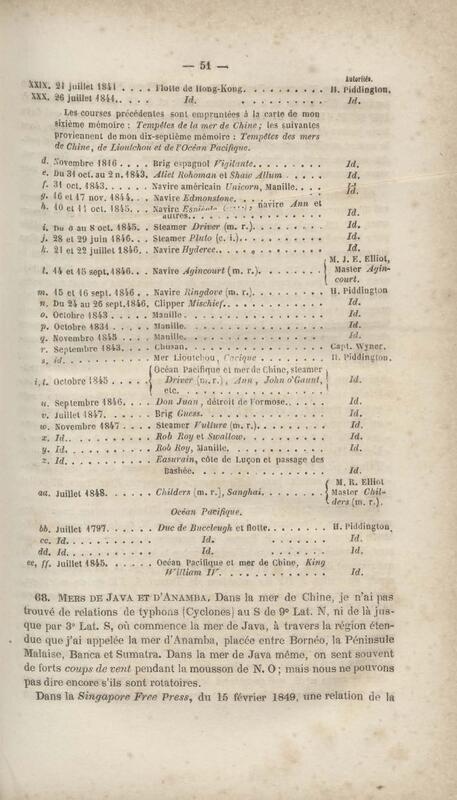 — 51 —
Autorités.
XXIX. 21 juillet 1841 . . . . Flotte de Hong-Kong. . . . . . . . . . H. Piddington.
XXX. 26 juillet 1841. . . . . Id. . . . . . . . . . Id.
Les courses précédentes sont empruntées à la carte de mon
sixième mémoire : Tempêtes de la mer de Chine; les suivantes
proviennent de mon dix-septième mémoire : Tempêtes des mers
de Chine, de Lioutchou et de l'Océan Pacifique.
d. Novembre 1846 . . . . Brig espagnol Vigilante. . . . . . . . Id.
e. Du 31 oct. au 2 n. 1843. Aliet Rohoman et Shaw Allum . . . . . Id.
f. 31 oct. 1843. . . . . . Navire américain Unicorn, Manille. . . . . Id.
g. 16 et 17 nov. 1844 . . Navire Edmonstone. . . . . . . . . . Id.
h. 10 et 11 oct. 1845. . . Navire navire Ann et
autres. . . . . . . . . . Id.
i. Du 6 au 8 oct. 1845. . Steamer Driver (m. r.). . . . . . . . . Id.
j. 28 et 29 juin 1846. . . Steamer Pluto (c. i.). . . . . . . . . Id.
k. 21 et 22 juillet 1846 . . Navire Hyderee. . . . . . . . . . . Id.
l. 14 et 15 sept. 1846. . . Navire Agincourt (m. r.). . . . . . . . { M. J. E. Elliot, Master Agincourt.
m. 15 et 16 sept. 1846 . . Navire Ringdove (m. r.). . . . . . . . H. Piddington
n. Du 24 au 26 sept. 1846. Clipper Mischief. . . . . . . . . . . Id.
o. Octobre 1843 . . . . . Manille. . . . . . . . . . . Id.
p. Octobre 1831 . . . . . Manille. . . . . . . . . . . Id.
q. Novembre 1845 . . . . Manille. . . . . . . . . . . Id.
r. Septembre 1843. . . . Chusan. . . . . . . . . . . Capt. Wyner.
s. id. . . . . . . . . . . Mer Lioutchou, Cacique . . . . . . . . H. Piddington.
i, t. Octobre 1845 . . . . . { Océan Pacifique et mer de Chine, steamer
Driver (m. r.), Ann, John o'Gaunt, } Id.
etc. . . . . . . . . . .
u. Septembre 1846. . . . Don Juan, détroit de Formose. . . . . . Id.
v. Juillet 1847. . . . . . Brig Guess. . . . . . . . . . . Id.
w. Novembre 1847 . . . . Steamer Vulture (m. r.). . . . . . . . Id.
x. Id. . . . . . . . . . . Rob Roy et Swallow. . . . . . . . . . Id.
y. Id. . . . . . . . . . . Rob Roy, Manille. . . . . . . . . . . Id.
z. Id. . . . . . . . . . . Easurain, côte de Luçon et passage des
Bashée. . . . . . . . . . . Id.
aa. Juillet 1848. . . . . . Childers (m. r.), Sanghai. . . . . . . . { M. R. Elliot Master Childers (m. r.).
Océan Pacifique.
bb. Juillet 1797. . . . . . Duc de Buccleugh et flotte. . . . . . . H. Piddington.
cc. Id. . . . . . . . . . . Id. . . . . . . . . Id.
dd. Id. . . . . . . . . . . Id. . . . . . . . . Id.
ee, ff. Juillet 1845. . . . . . Océan Pacifique et mer de Chine, King
William IV. . . . . . . . . . . Id.
68. MERS DE JAVA ET D'ANAMBA. Dans la mer de Chine, je n'ai pas
trouvé de relations de typhons (Cyclones) au S de 9° Lat. N, ni de là jus-
que par 3° Lat. S, où commence la mer de Java, à travers la région éten-
due que j'ai appelée la mer d'Anamba, placée entre Bornéo, la Péninsule
Malaise, Banca et Sumatra. Dans la mer de Java même, on sent souvent
de forts coups de vent pendant la mousson de N. O; mais nous ne pouvons
pas dire encore s'ils sont rotatoires.
Dans la Singapore Free Press, du 15 février 1849, une relation de la